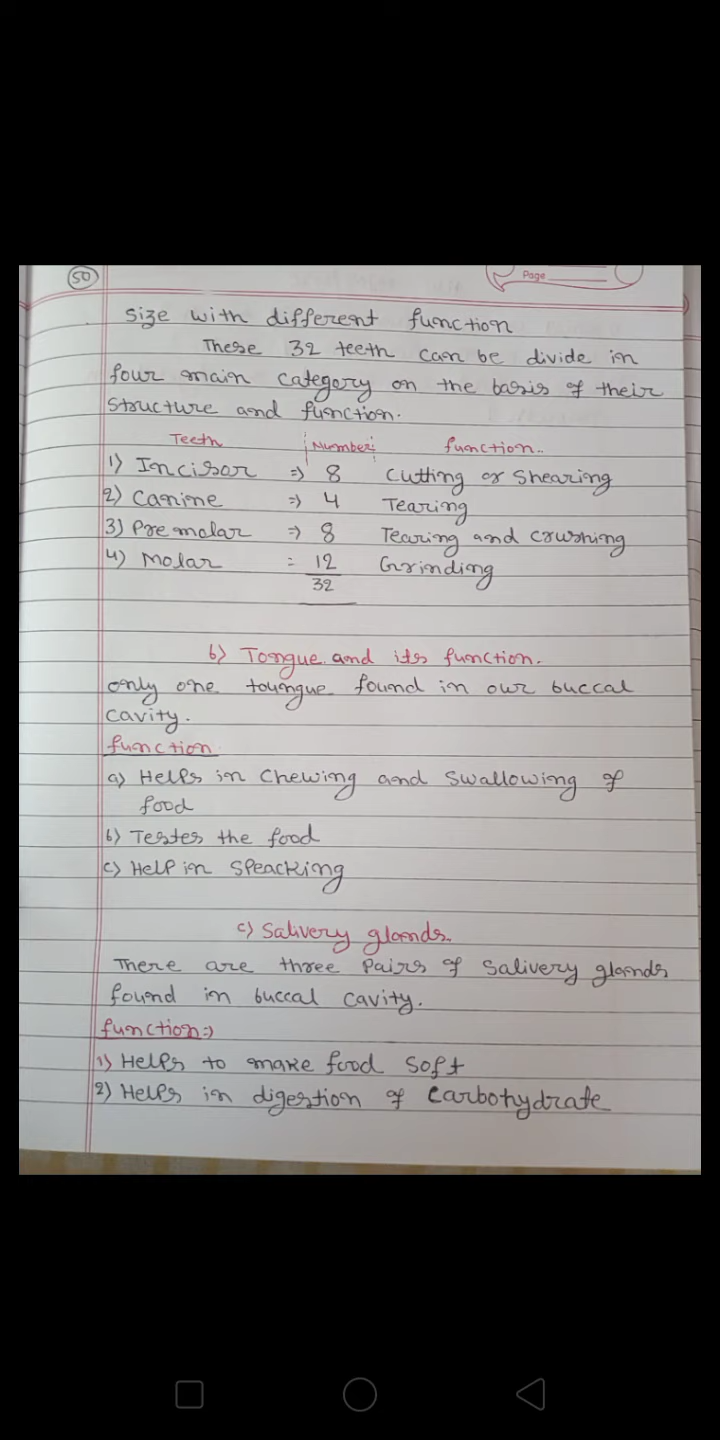 50
Page
size with different function
These 32 teeth can be divide in
four main category on the basis of their
structure and function.
Teeth Number function..
1) Incisor => 8 cutting or shearing
2) Canine => 4 Tearing
3) Premolar => 8 Tearing and crushing
4) Molar = 12 Grinding
32
b) Tongue and its function.
only one toungue found in our buccal
cavity.
function
a) Helps in chewing and swallowing of
food
b) Testes the food
c) Help in speacking
c) Salivery glands.
There are three pairs of salivery glands
found in buccal cavity.
function=>
1) Helps to make food soft
2) Helps in digestion of carbohydrate